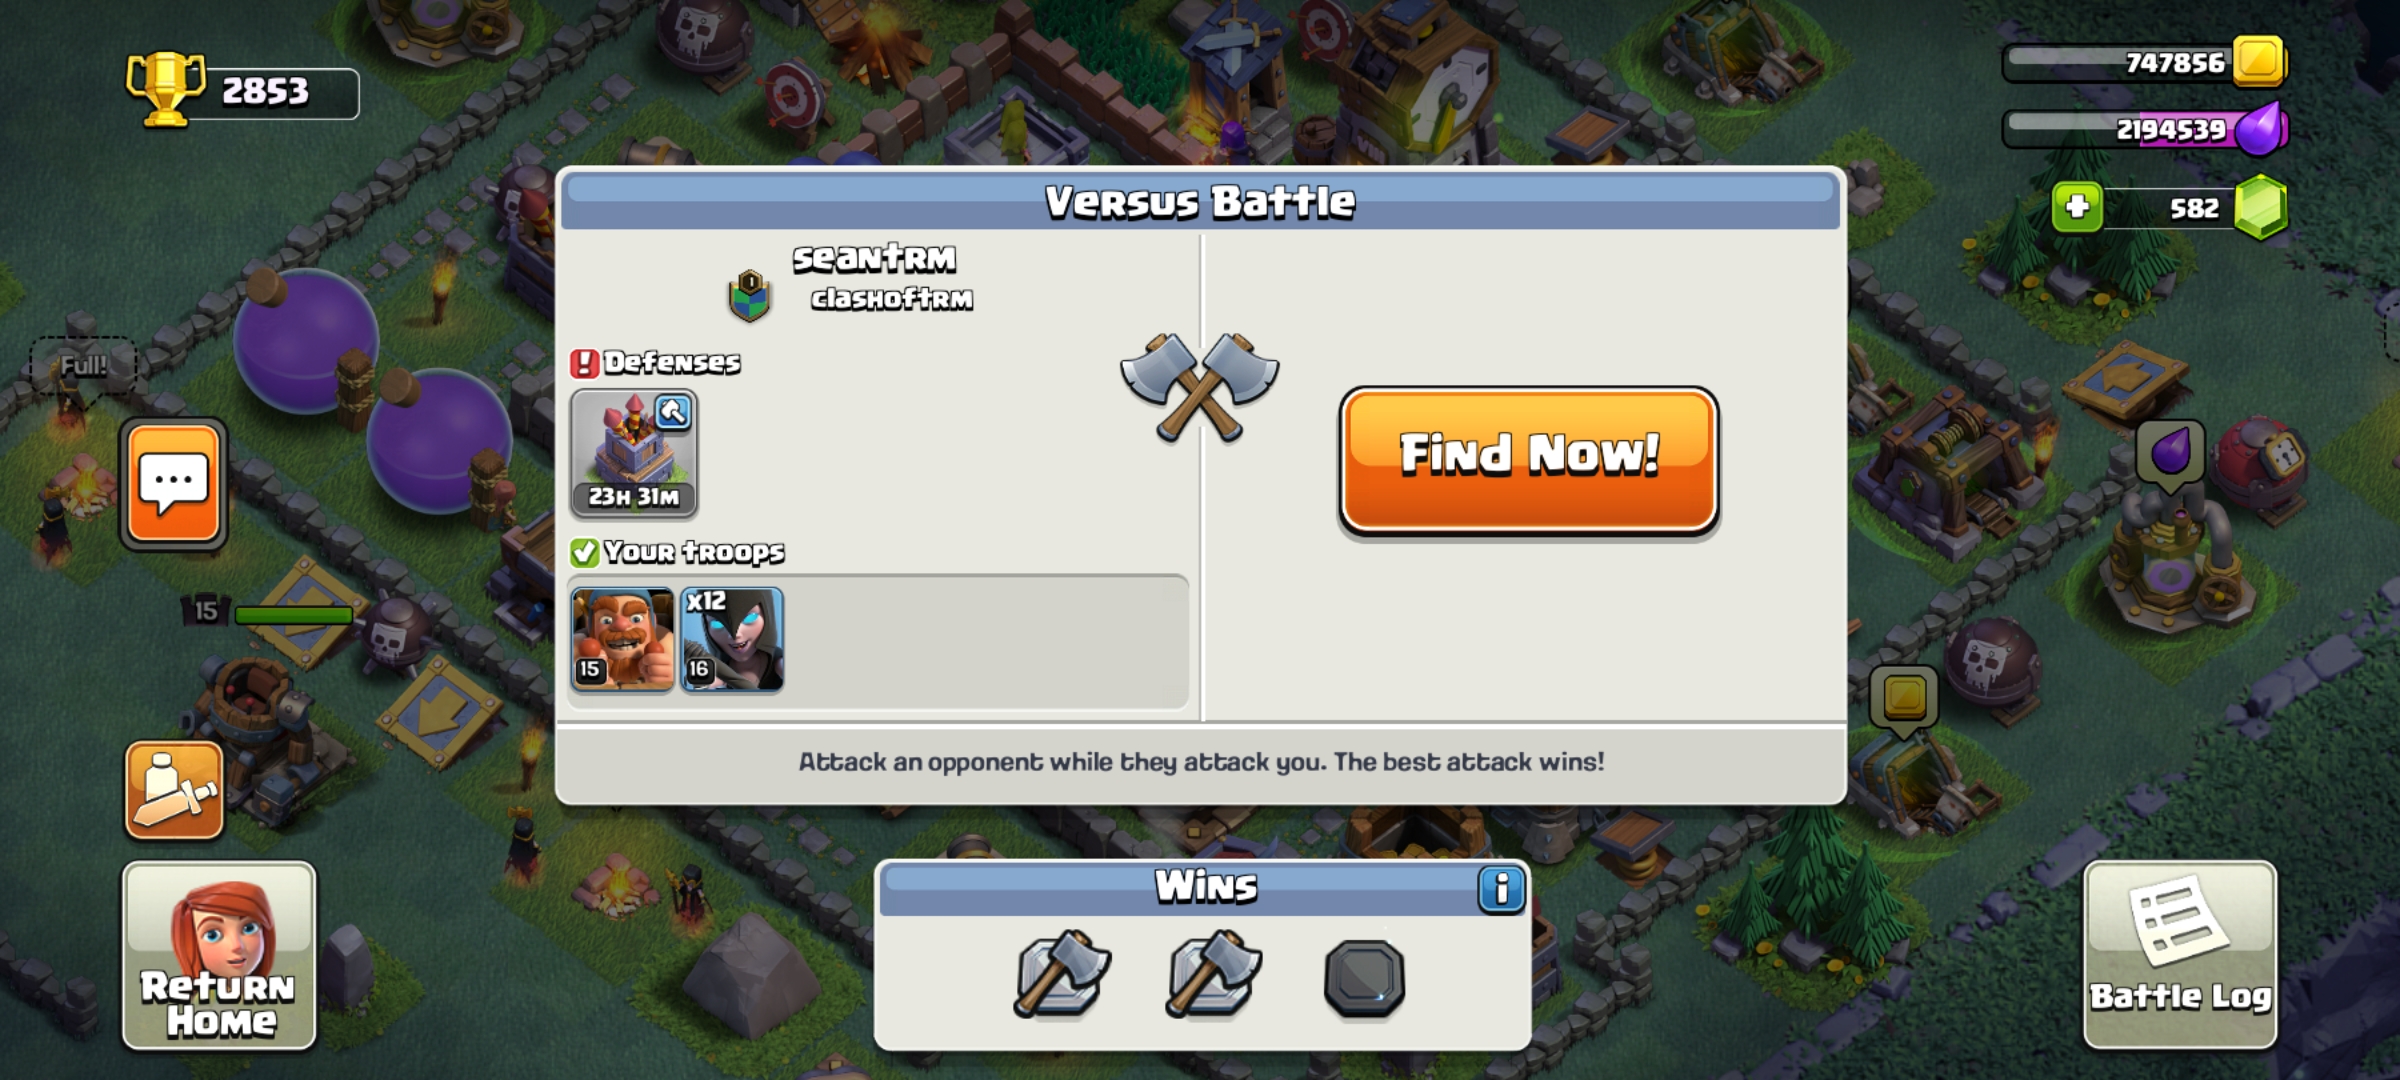 2853
747856
2194539
582
Versus Battle
seantrm
clashoftrm
Defenses
23H 31M
Your troops
15
x12
16
Find Now!
Attack an opponent while they attack you. The best attack wins!
Full!
15
Wins
Return
Home
Battle Log